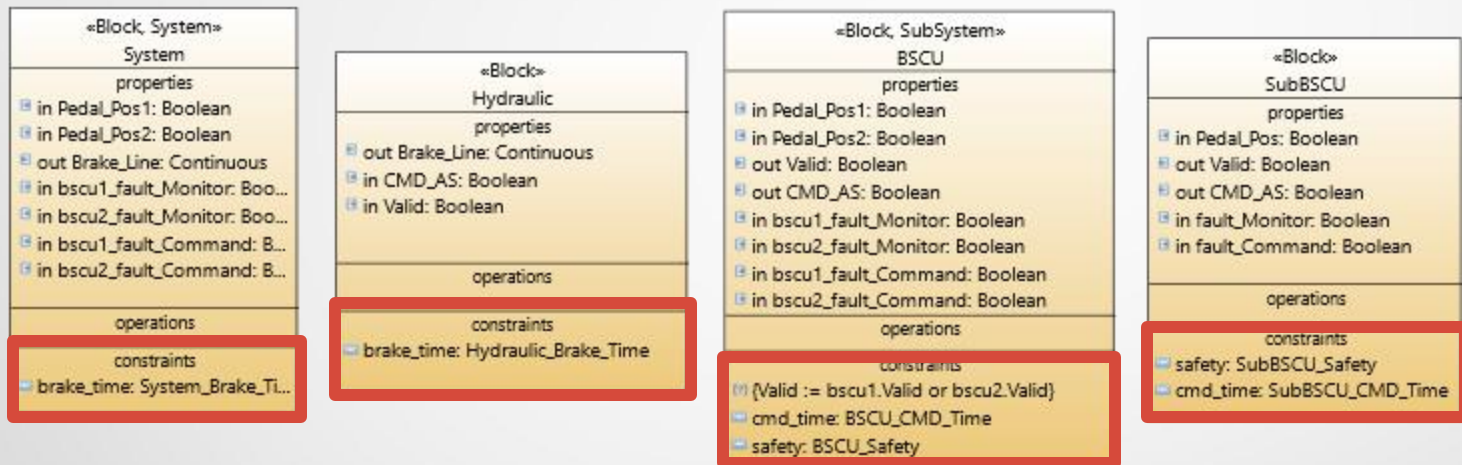 «Block, System»
System
properties
in Pedal_Pos1: Boolean
in Pedal_Pos2: Boolean
out Brake_Line: Continuous
in bscu1_fault_Monitor: Boo...
in bscu2_fault_Monitor: Boo...
in bscu1_fault_Command: B...
in bscu2_fault_Command: B...
operations
constraints
brake_time: System_Brake_Ti...
«Block»
Hydraulic
properties
out Brake_Line: Continuous
in CMD_AS: Boolean
in Valid: Boolean
operations
constraints
brake_time: Hydraulic_Brake_Time
«Block, SubSystem»
BSCU
properties
in Pedal_Pos1: Boolean
in Pedal_Pos2: Boolean
out Valid: Boolean
out CMD_AS: Boolean
in bscu1_fault_Monitor: Boolean
in bscu2_fault_Monitor: Boolean
in bscu1_fault_Command: Boolean
in bscu2_fault_Command: Boolean
operations
constraints
{Valid := bscu1.Valid or bscu2.Valid}
cmd_time: BSCU_CMD_Time
safety: BSCU_Safety
«Block»
SubBSCU
properties
in Pedal_Pos: Boolean
out Valid: Boolean
out CMD_AS: Boolean
in fault_Monitor: Boolean
in fault_Command: Boolean
operations
constraints
safety: SubBSCU_Safety
cmd_time: SubBSCU_CMD_Time